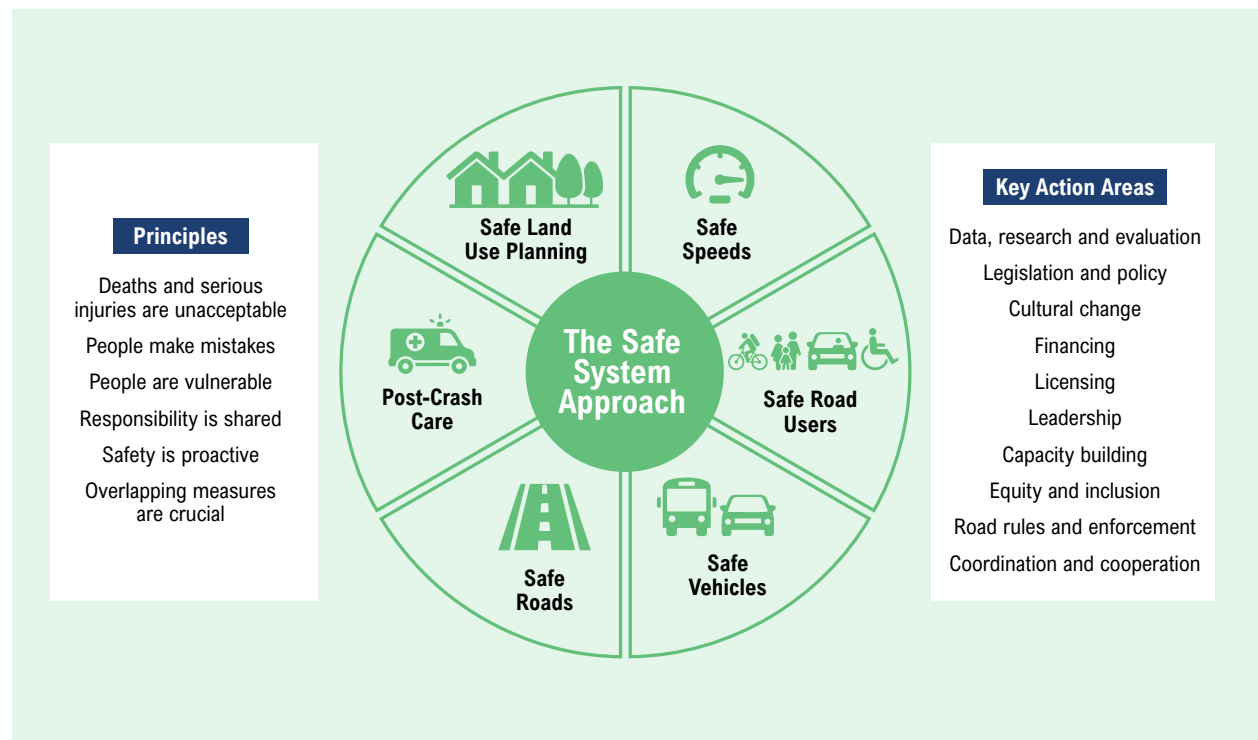 Principles
Deaths and serious
injuries are unacceptable
People make mistakes
People are vulnerable
Responsibility is shared
Safety is proactive
Overlapping measures
are crucial
Safe Land
Use Planning
Safe
Speeds
Post-Crash
Care
The Safe
System
Approach
Safe Road
Users
Safe
Roads
Safe
Vehicles
Key Action Areas
Data, research and evaluation
Legislation and policy
Cultural change
Financing
Licensing
Leadership
Capacity building
Equity and inclusion
Road rules and enforcement
Coordination and cooperation